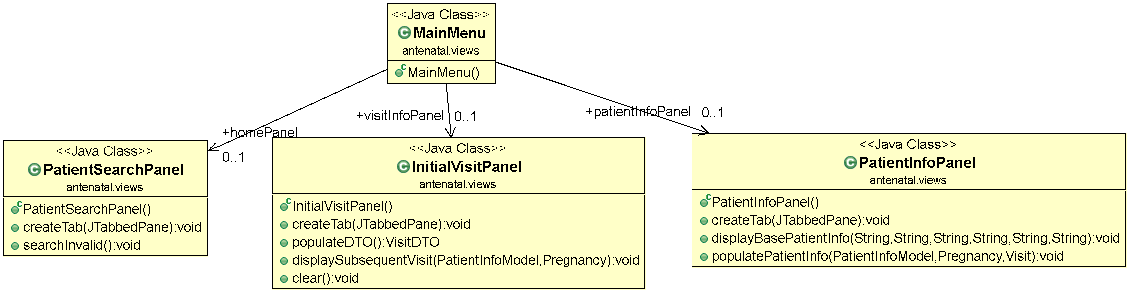 <<Java Class>>
MainMenu
antenatal.views
MainMenu()
+homePanel
0..1
+visitInfoPanel
0..1
+patientInfoPanel
0..1
<<Java Class>>
PatientSearchPanel
antenatal.views
PatientSearchPanel()
createTab(JTabbedPane):void
searchInvalid():void
<<Java Class>>
InitialVisitPanel
antenatal.views
InitialVisitPanel()
createTab(JTabbedPane):void
populateDTO():VisitDTO
displaySubsequentVisit(PatientInfoModel,Pregnancy):void
clear():void
<<Java Class>>
PatientInfoPanel
antenatal.views
PatientInfoPanel()
createTab(JTabbedPane):void
displayBasePatientInfo(String,String,String,String,String,String):void
populatePatientInfo(PatientInfoModel,Pregnancy,Visit):void